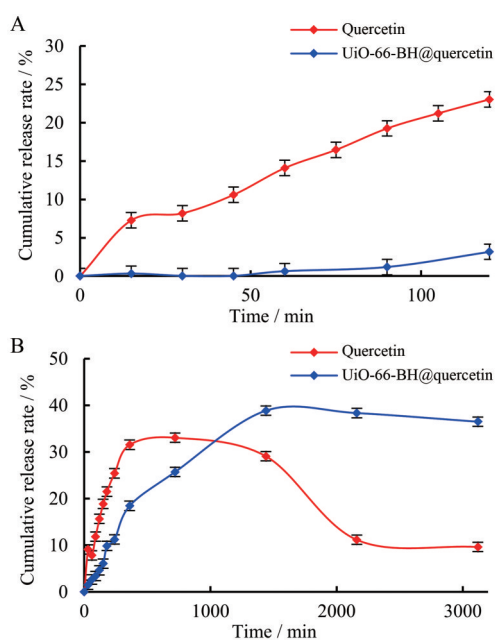 A
Quercetin
UiO-66-BH@quercetin
Cumulative release rate / %
30
25
20
15
10
5
0
0 50 100
Time / min
B
Quercetin
UiO-66-BH@quercetin
Cumulative release rate / %
50
40
30
20
10
0
0 1000 2000 3000
Time / min